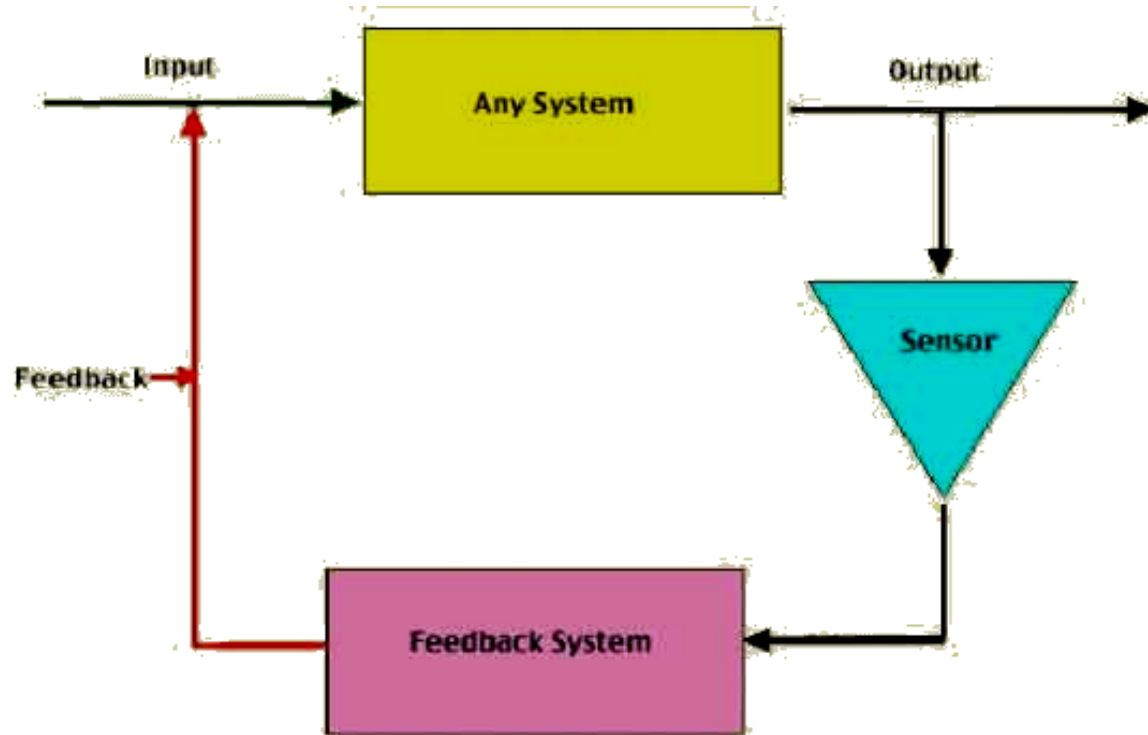 Input
Output
Any System
Sensor
Feedback
Feedback System